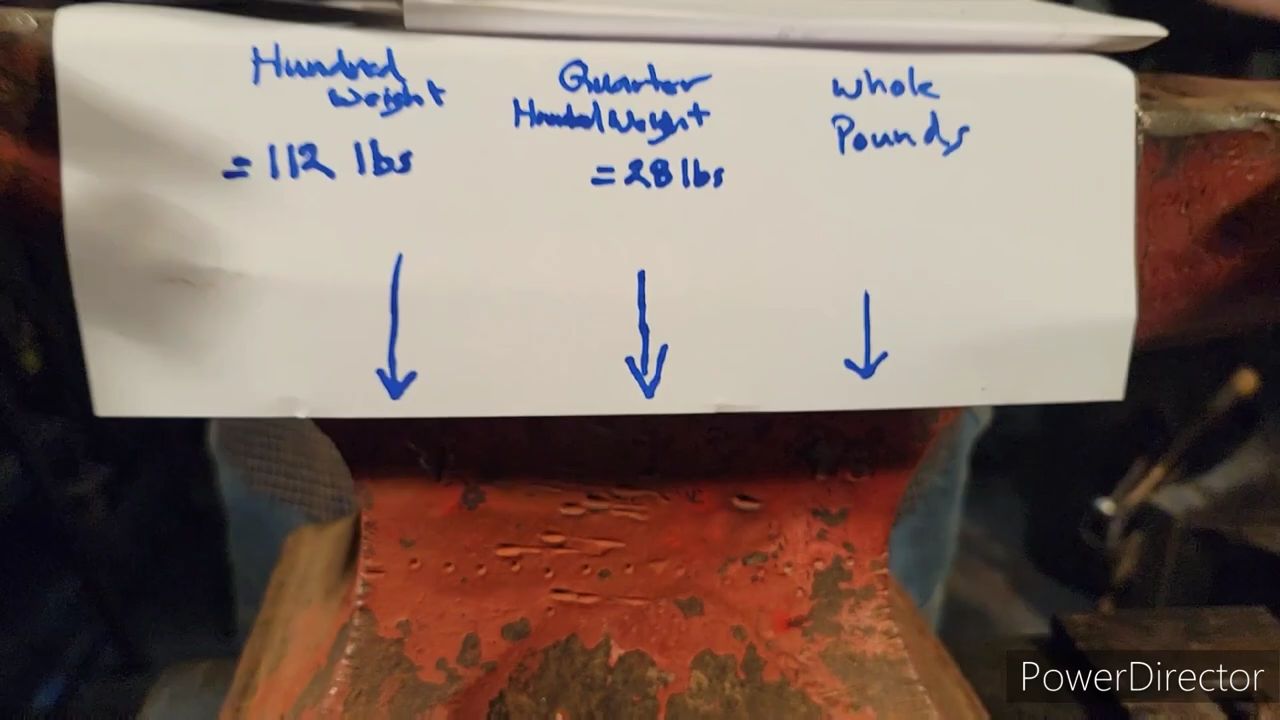 Hundred
Weight
= 112 lbs
Quarter
Hundred Weight
= 28 lbs
whole
Pounds
PowerDirector